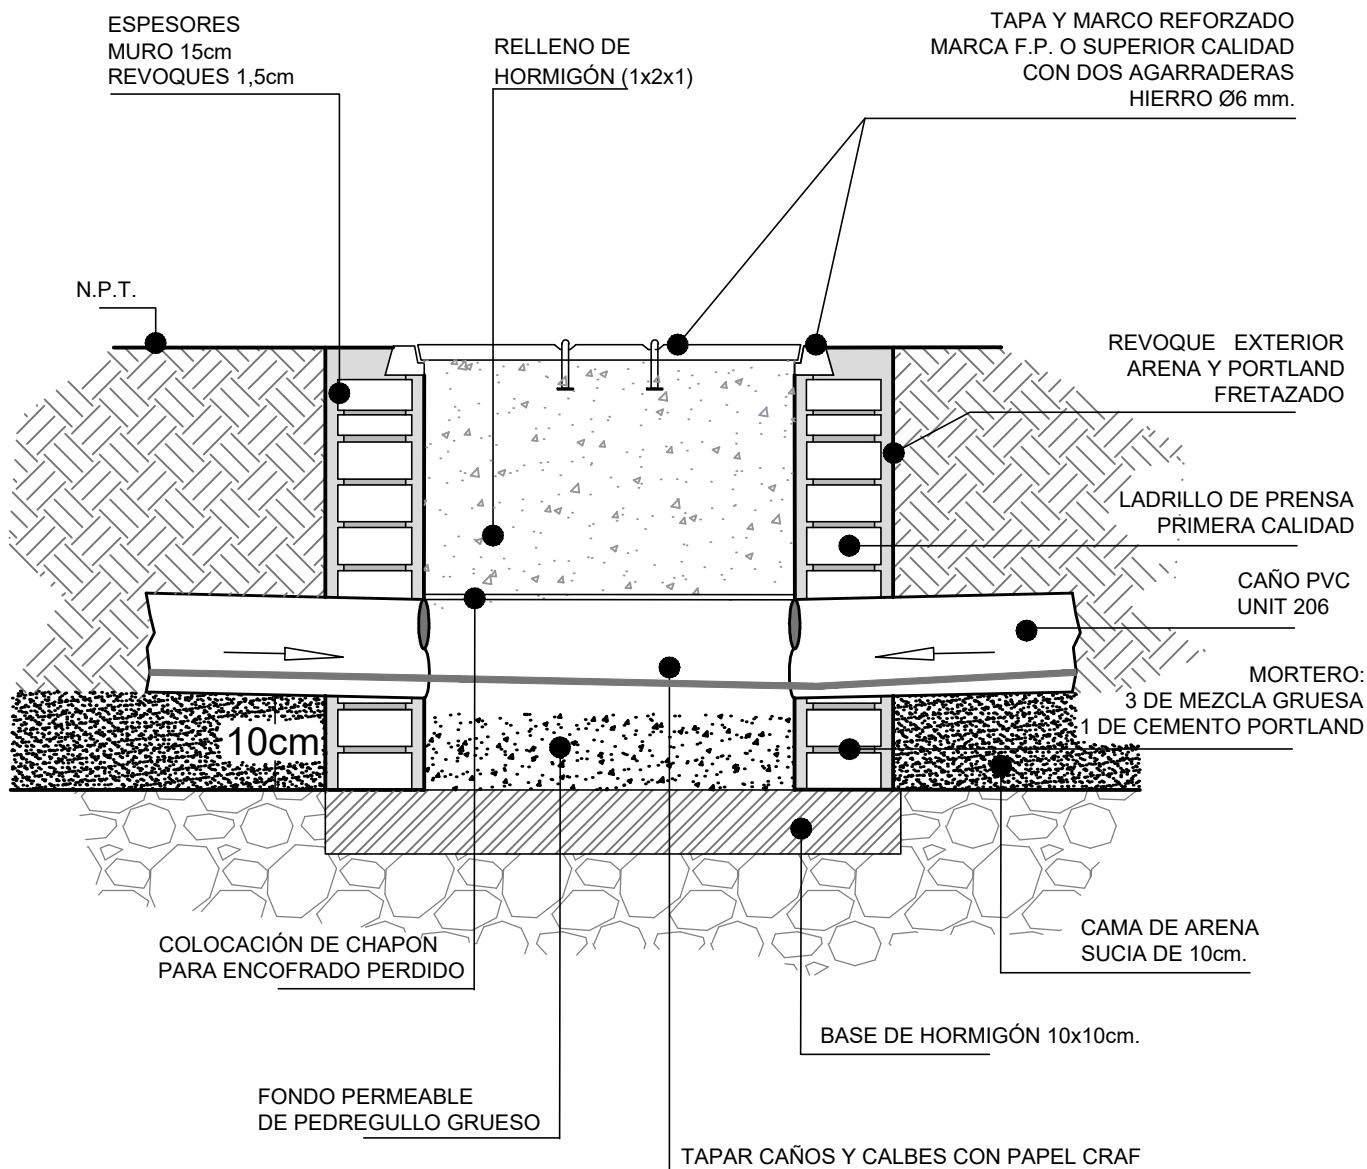 ESPESORES
MURO 15cm
REVOQUES 1,5cm
RELLENO DE
HORMIGÓN (1x2x1)
TAPA Y MARCO REFORZADO
MARCA F.P. O SUPERIOR CALIDAD
CON DOS AGARRADERAS
HIERRO Ø6 mm.
N.P.T.
REVOQUE EXTERIOR
ARENA Y PORTLAND
FRETAZADO
LADRILLO DE PRENSA
PRIMERA CALIDAD
CAÑO PVC
UNIT 206
MORTERO:
3 DE MEZCLA GRUESA
1 DE CEMENTO PORTLAND
10cm
COLOCACIÓN DE CHAPON
PARA ENCOFRADO PERDIDO
CAMA DE ARENA
SUCIA DE 10cm.
BASE DE HORMIGÓN 10x10cm.
FONDO PERMEABLE
DE PEDREGULLO GRUESO
TAPAR CAÑOS Y CALBES CON PAPEL CRAF